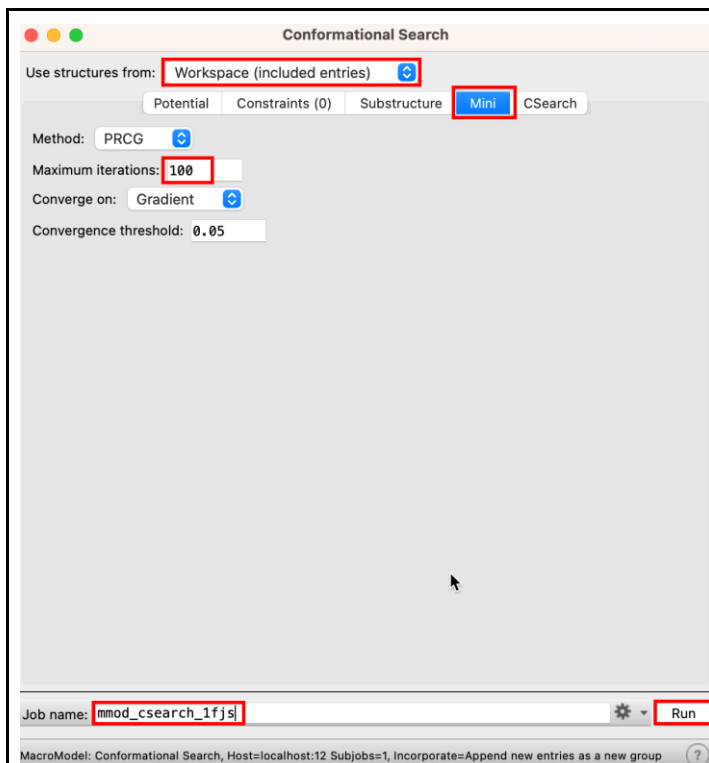 Conformational Search
Use structures from: Workspace (included entries)
Potential Constraints (0) Substructure Mini CSearch
Method: PRCG
Maximum iterations: 100
Converge on: Gradient
Convergence threshold: 0.05
Job name: mmod_csearch_1fjs Run
MacroModel: Conformational Search, Host=localhost:12 Subjobs=1, Incorporate=Append new entries as a new group ?